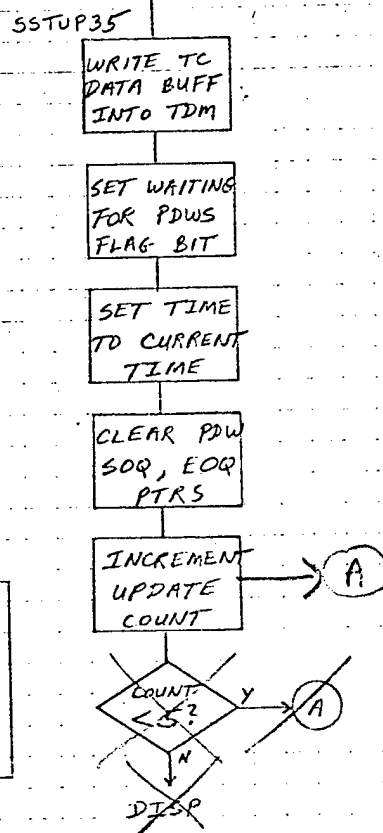 SSTUP35
WRITE TC
DATA BUFF
INTO TDM
SET WAITING
FOR PDWS
FLAG BIT
SET TIME
TO CURRENT
TIME
CLEAR PDW
SOQ, EOQ
PTRS
INCREMENT
UPDATE
COUNT
A
COUNT
<5?
Y
A
N
DISP